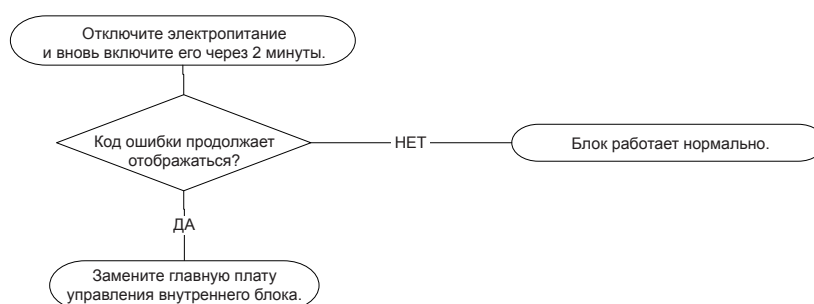 Отключите электропитание
и вновь включите его через 2 минуты.
Код ошибки продолжает
отображаться?
НЕТ
Блок работает нормально.
ДА
Замените главную плату
управления внутреннего блока.